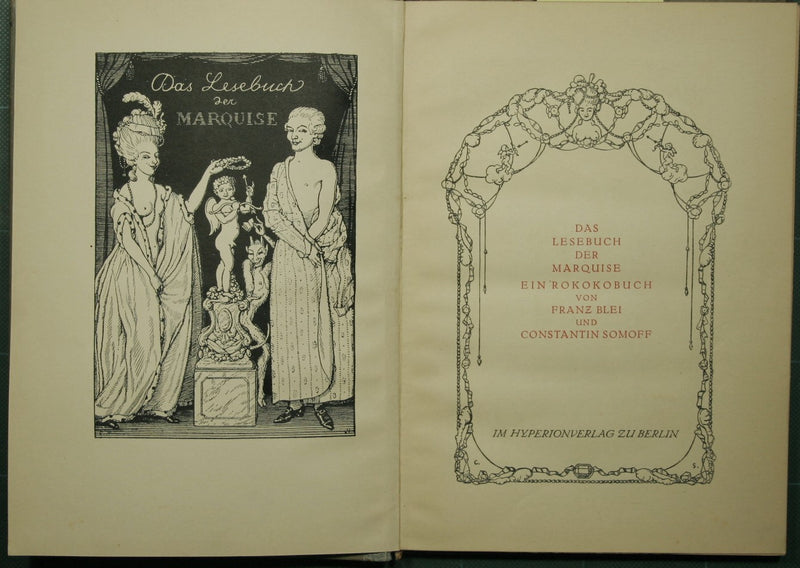 Das Lesebuch
der
MARQUISE
DAS
LESEBUCH
DER
MARQUISE
EIN ROKOKOBUCH
VON
FRANZ BLEI
UND
CONSTANTIN SOMOFF
IM HYPERIONVERLAG ZU BERLIN
C. S.